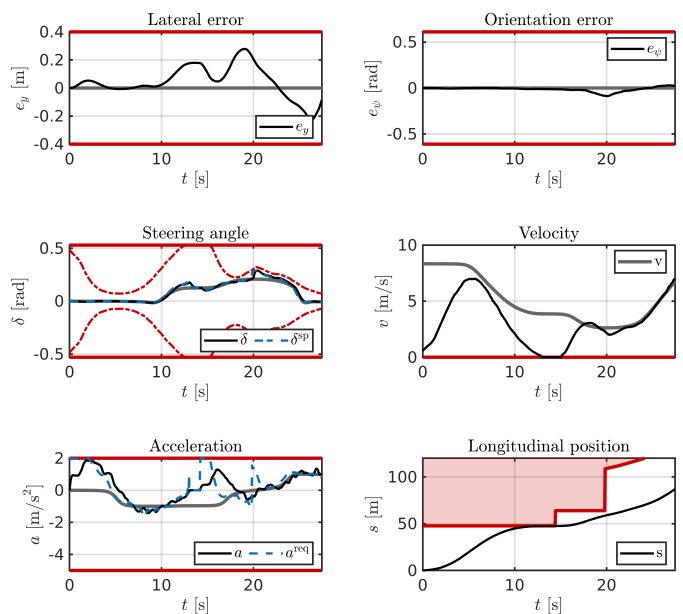 Lateral error
0.4
0.2
0
-0.2
-0.4
e_y [m]
e_y
0
10
20
t [s]
Orientation error
0.5
0
-0.5
e_ψ [rad]
e_ψ
0
10
20
t [s]
Steering angle
0.5
0
-0.5
δ [rad]
δ
δ^sp
0
10
20
t [s]
Velocity
10
5
0
v [m/s]
v
0
10
20
t [s]
Acceleration
2
0
-2
-4
a [m/s²]
a
a^req
0
10
20
t [s]
Longitudinal position
100
50
0
s [m]
s
0
10
20
t [s]